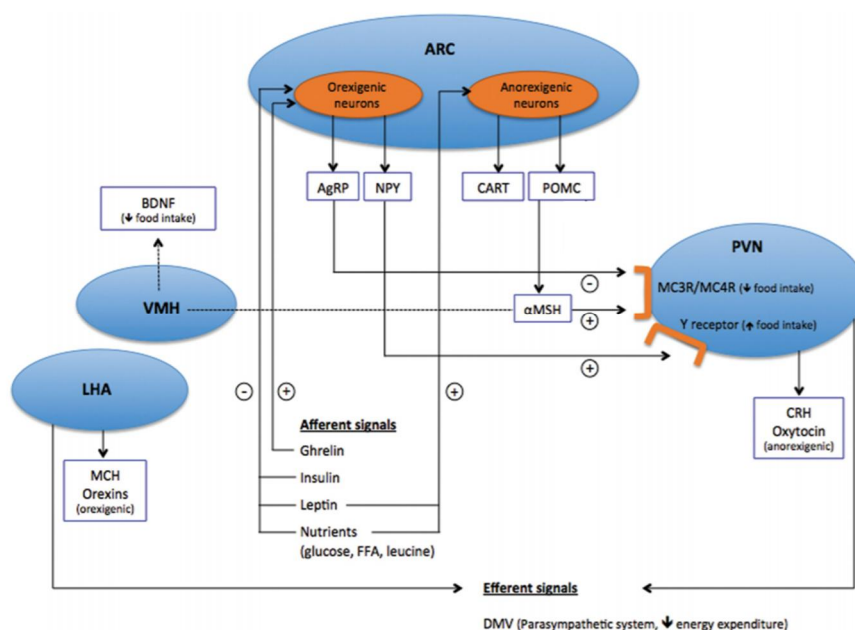 ARC
Orexigenic
neurons
Anorexigenic
neurons
AgRP
NPY
CART
POMC
BDNF
(↓ food intake)
VMH
αMSH
PVN
MC3R/MC4R (↓ food intake)
Y receptor (↑ food intake)
-
+
+
LHA
MCH
Orexins
(orexigenic)
-
+
+
Afferent signals
Ghrelin
Insulin
Leptin
Nutrients
(glucose, FFA, leucine)
CRH
Oxytocin
(anorexigenic)
Efferent signals
DMV (Parasympathetic system, ↓ energy expenditure)